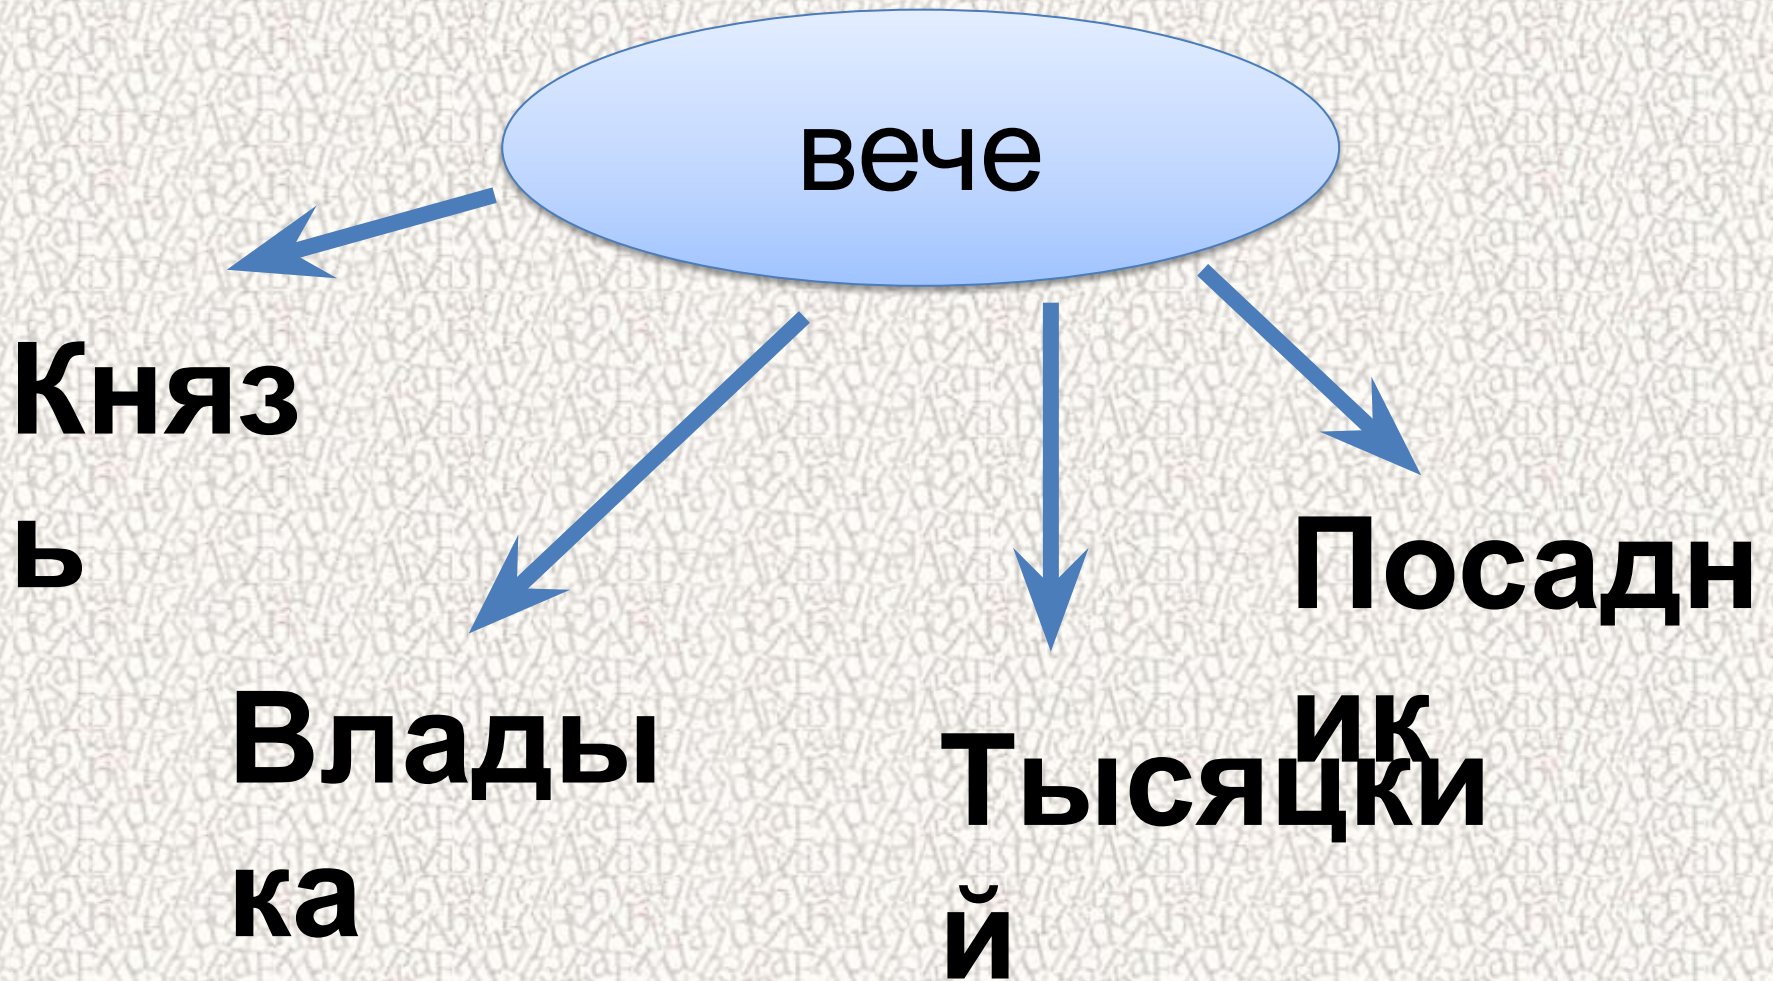 вече
Княз
ь
Влады
ка
Тысяцки
й
Посадн
ик